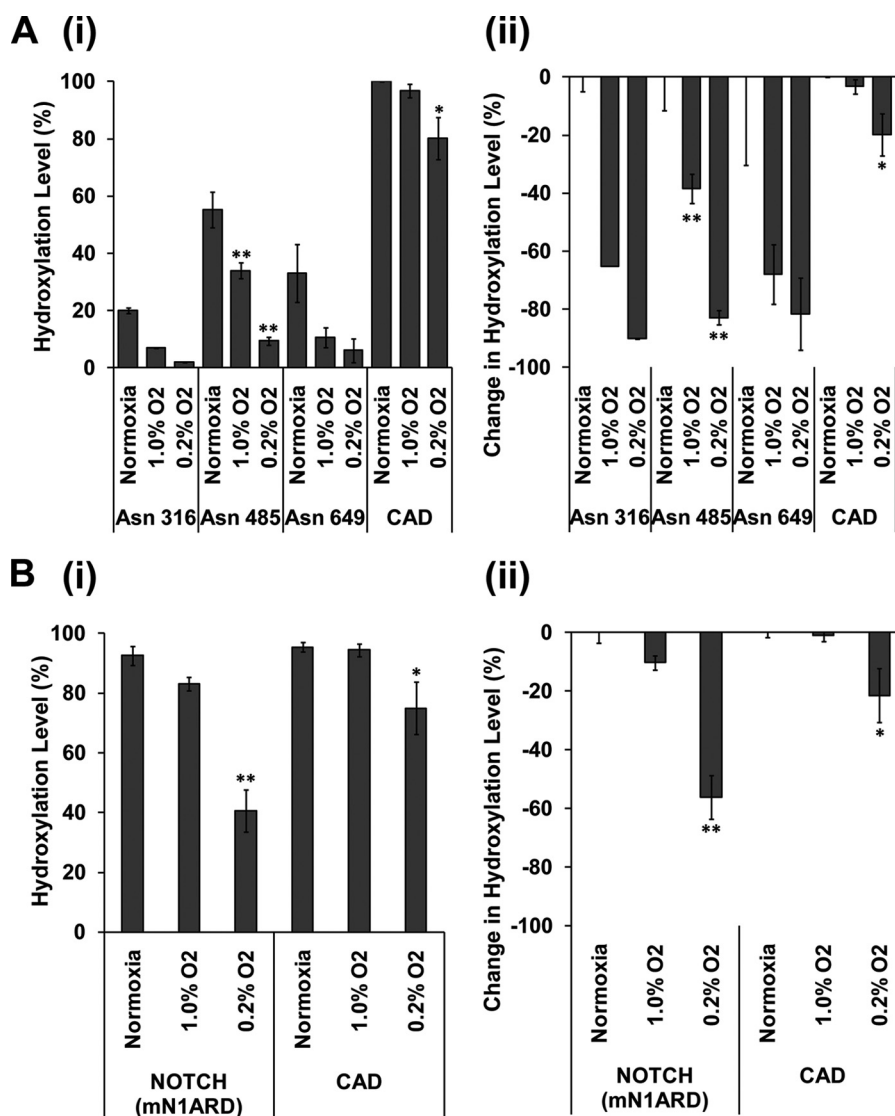 A (i)
Hydroxylation Level (%)
100
80
60
40
20
0
*
**
**
Normoxia
1.0% O2
0.2% O2
Normoxia
1.0% O2
0.2% O2
Normoxia
1.0% O2
0.2% O2
Normoxia
1.0% O2
0.2% O2
Asn 316 Asn 485 Asn 649 CAD
(ii)
Change in Hydroxylation Level (%)
0
-20
-40
-60
-80
-100
**
**
*
Normoxia
1.0% O2
0.2% O2
Normoxia
1.0% O2
0.2% O2
Normoxia
1.0% O2
0.2% O2
Normoxia
1.0% O2
0.2% O2
Asn 316 Asn 485 Asn 649 CAD
B (i)
Hydroxylation Level (%)
100
80
60
40
20
0
**
*
Normoxia
1.0% O2
0.2% O2
Normoxia
1.0% O2
0.2% O2
NOTCH
(mN1ARD)
CAD
(ii)
Change in Hydroxylation Level (%)
0
-20
-40
-60
-80
-100
**
*
Normoxia
1.0% O2
0.2% O2
Normoxia
1.0% O2
0.2% O2
NOTCH
(mN1ARD)
CAD